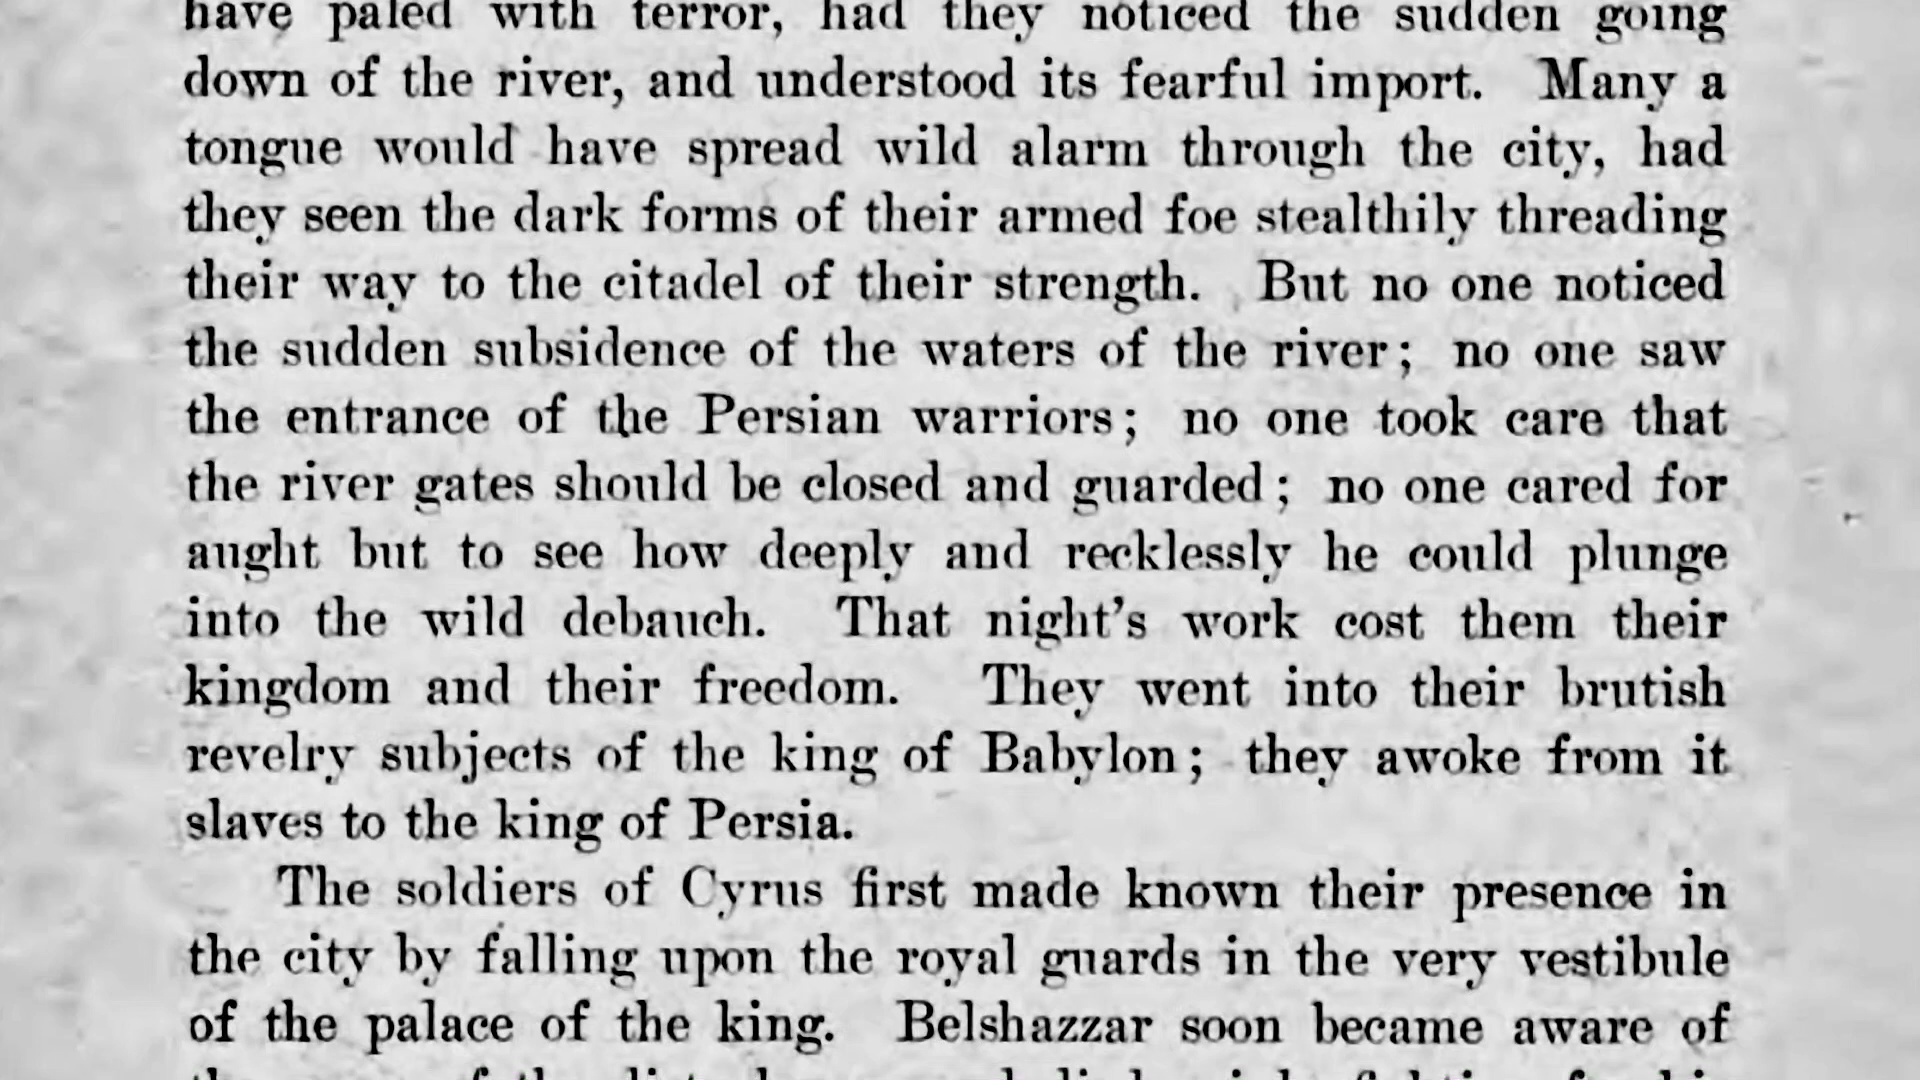 have paled with terror, had they noticed the sudden going
down of the river, and understood its fearful import. Many a
tongue would have spread wild alarm through the city, had
they seen the dark forms of their armed foe stealthily threading
their way to the citadel of their strength. But no one noticed
the sudden subsidence of the waters of the river; no one saw
the entrance of the Persian warriors; no one took care that
the river gates should be closed and guarded; no one cared for
aught but to see how deeply and recklessly he could plunge
into the wild debauch. That night's work cost them their
kingdom and their freedom. They went into their brutish
revelry subjects of the king of Babylon; they awoke from it
slaves to the king of Persia.
The soldiers of Cyrus first made known their presence in
the city by falling upon the royal guards in the very vestibule
of the palace of the king. Belshazzar soon became aware of